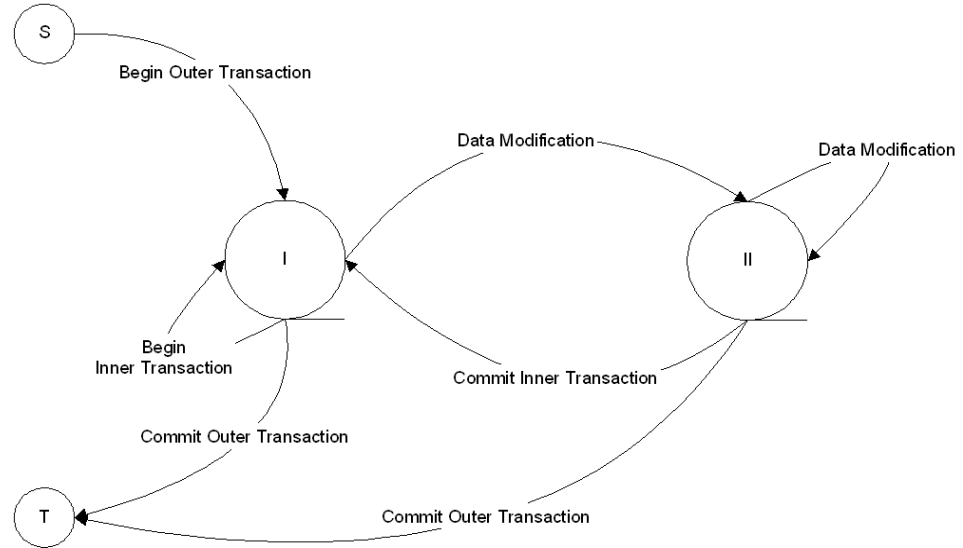 S
Begin Outer Transaction
Data Modification
Data Modification
I
II
Begin
Inner Transaction
Commit Inner Transaction
Commit Outer Transaction
T
Commit Outer Transaction